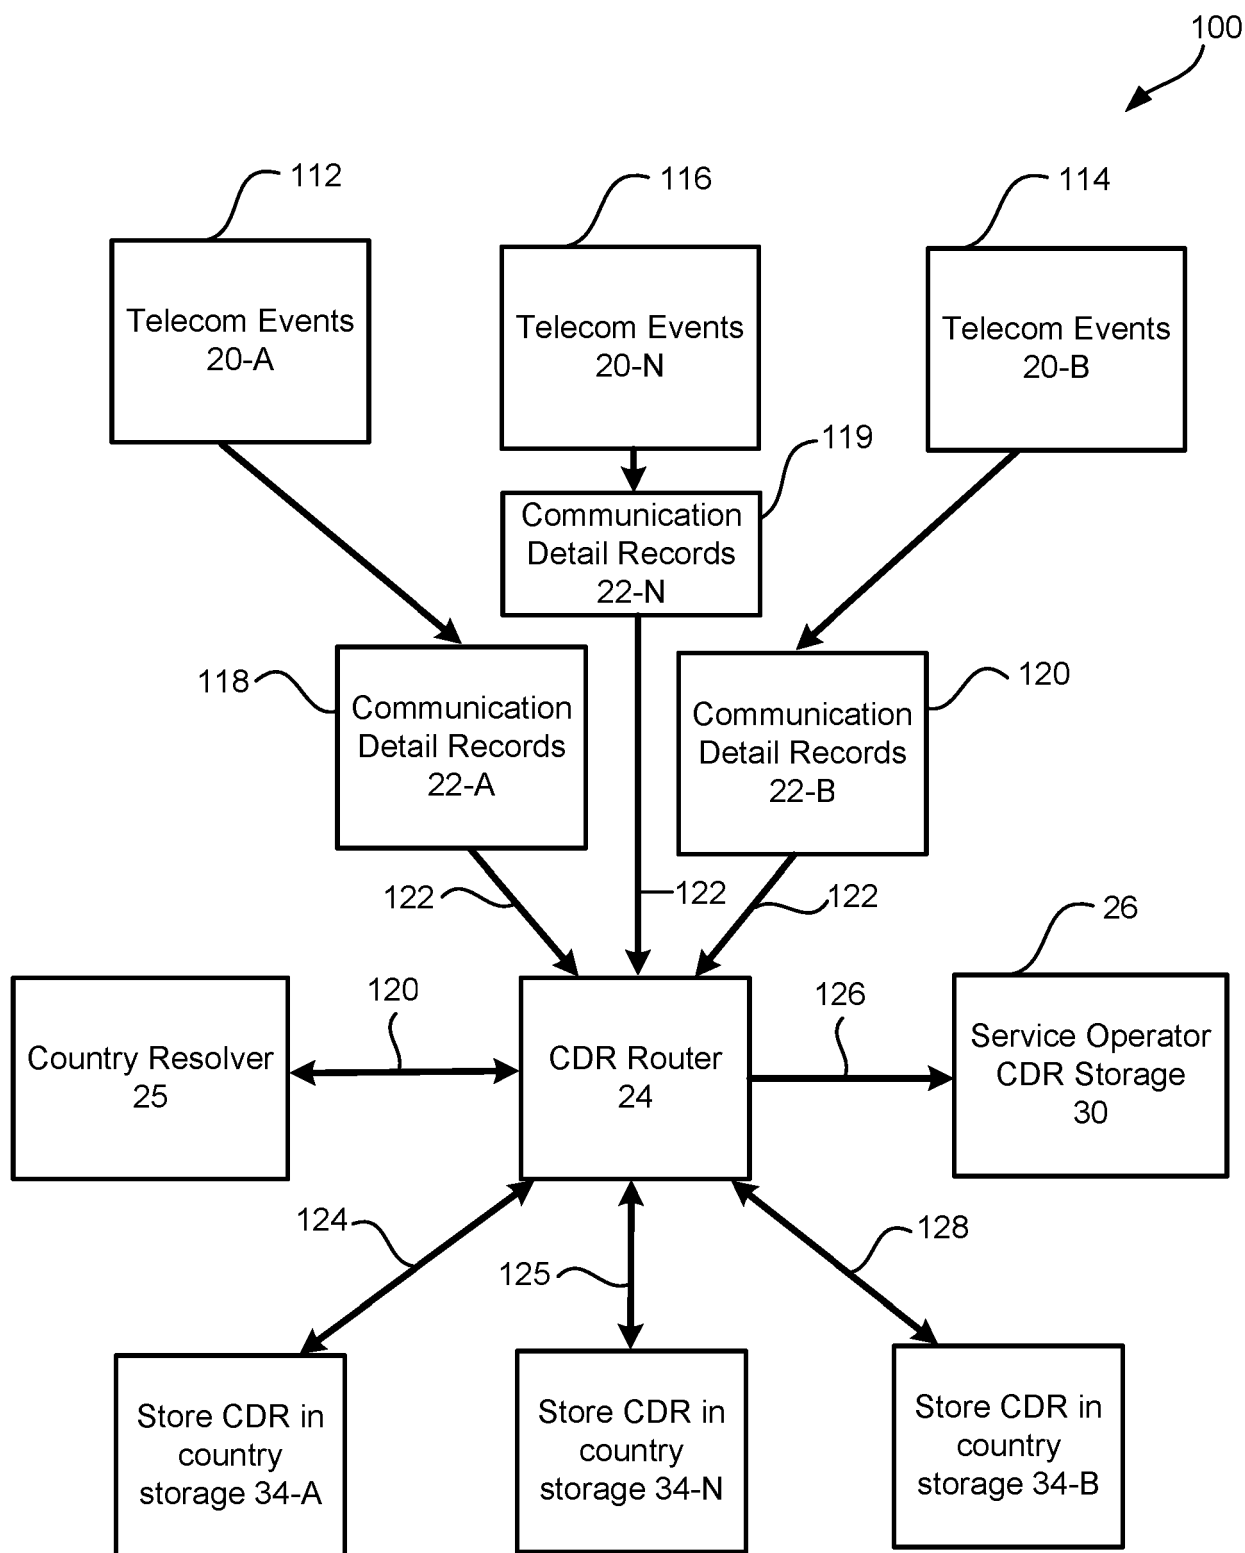 100
112
116
114
Telecom Events
20-A
Telecom Events
20-N
Telecom Events
20-B
119
Communication
Detail Records
22-N
118
Communication
Detail Records
22-A
120
Communication
Detail Records
22-B
122
122
122
26
120
126
Country Resolver
25
CDR Router
24
Service Operator
CDR Storage
30
124
125
128
Store CDR in
country
storage 34-A
Store CDR in
country
storage 34-N
Store CDR in
country
storage 34-B